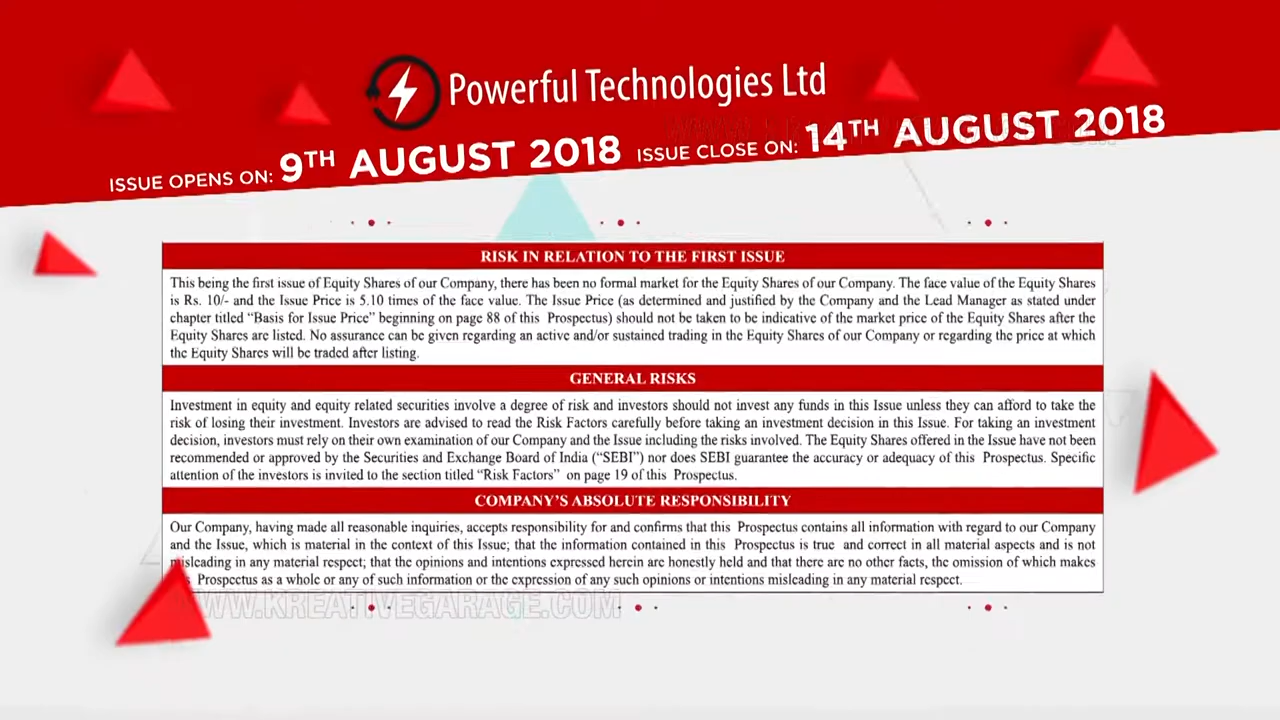 Powerful Technologies Ltd
ISSUE OPENS ON: 9TH AUGUST 2018 ISSUE CLOSE ON: 14TH AUGUST 2018
RISK IN RELATION TO THE FIRST ISSUE
This being the first issue of Equity Shares of our Company, there has been no formal market for the Equity Shares of our Company. The face value of the Equity Shares
is Rs. 10/- and the Issue Price is 5.10 times of the face value. The Issue Price (as determined and justified by the Company and the Lead Manager as stated under
chapter titled “Basis for Issue Price” beginning on page 88 of this Prospectus) should not be taken to be indicative of the market price of the Equity Shares after the
Equity Shares are listed. No assurance can be given regarding an active and/or sustained trading in the Equity Shares of our Company or regarding the price at which
the Equity Shares will be traded after listing.
GENERAL RISKS
Investment in equity and equity related securities involve a degree of risk and investors should not invest any funds in this Issue unless they can afford to take the
risk of losing their investment. Investors are advised to read the Risk Factors carefully before taking an investment decision in this Issue. For taking an investment
decision, investors must rely on their own examination of our Company and the Issue including the risks involved. The Equity Shares offered in the Issue have not been
recommended or approved by the Securities and Exchange Board of India (“SEBI”) nor does SEBI guarantee the accuracy or adequacy of this Prospectus. Specific
attention of the investors is invited to the section titled “Risk Factors” on page 19 of this Prospectus.
COMPANY'S ABSOLUTE RESPONSIBILITY
Our Company, having made all reasonable inquiries, accepts responsibility for and confirms that this Prospectus contains all information with regard to our Company
and the Issue, which is material in the context of this Issue; that the information contained in this Prospectus is true and correct in all material aspects and is not
misleading in any material respect; that the opinions and intentions expressed herein are honestly held and that there are no other facts, the omission of which makes
Prospectus as a whole or any of such information or the expression of any such opinions or intentions misleading in any material respect.
WWW.KREATIVEGARAGE.COM